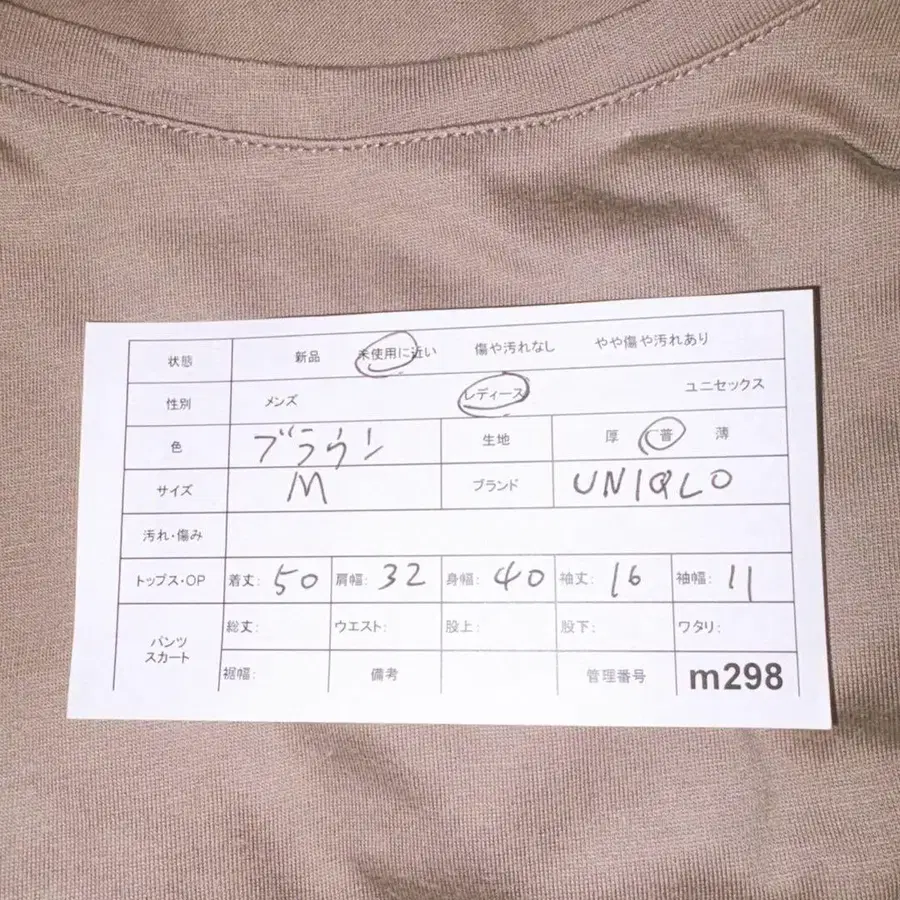 状態 新品 未使用に近い 傷や汚れなし やや傷や汚れあり
性別 メンズ レディース ユニセックス
色 ブラウン 生地 厚 普 薄
サイズ M ブランド UNIQLO
汚れ・傷み
トップス・OP 着丈: 50 肩幅: 32 身幅: 40 袖丈: 16 袖幅: 11
パンツ スカート 総丈: ウエスト: 股上: 股下: ワタリ:
裾幅: 備考 管理番号 m298